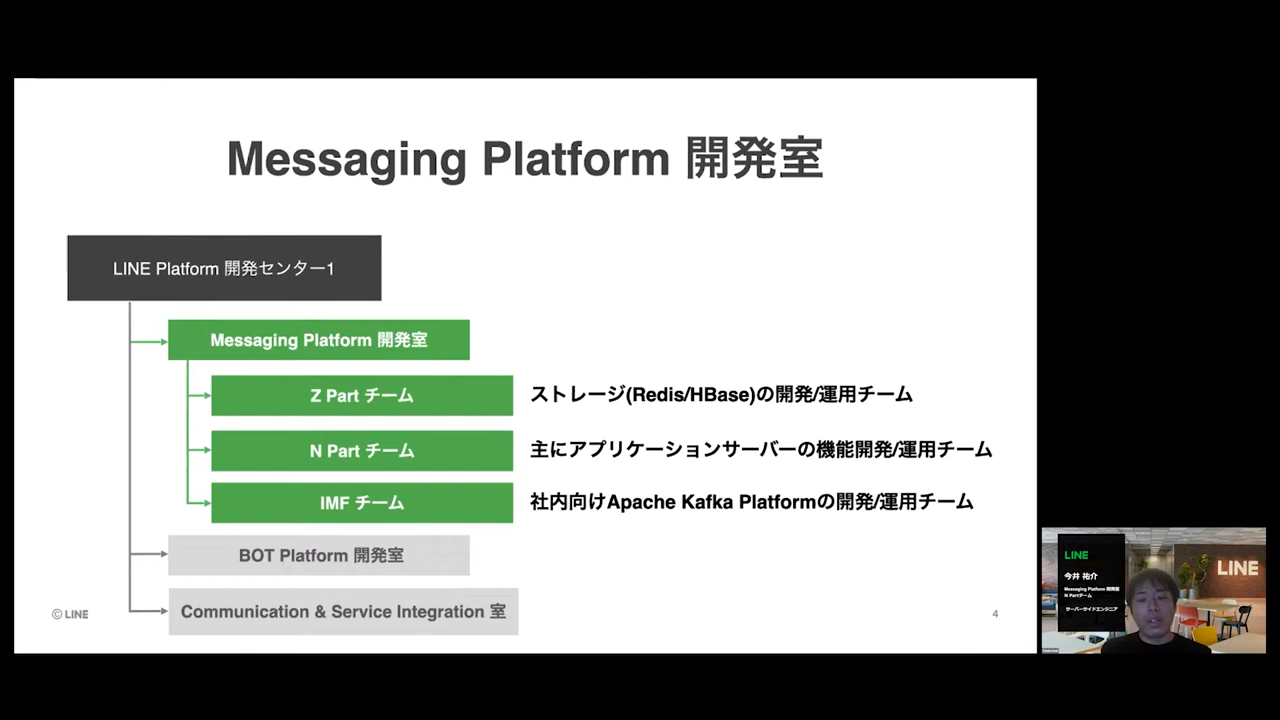 Messaging Platform 開発室
LINE Platform 開発センター1
Messaging Platform 開発室
Z Part チーム
ストレージ(Redis/HBase)の開発/運用チーム
N Part チーム
主にアプリケーションサーバーの機能開発/運用チーム
IMF チーム
社内向けApache Kafka Platformの開発/運用チーム
BOT Platform 開発室
Communication & Service Integration 室
© LINE
4
LINE
今井 祐介
Messaging Platform 開発室
N Partチーム
サーバーサイドエンジニア
LINE